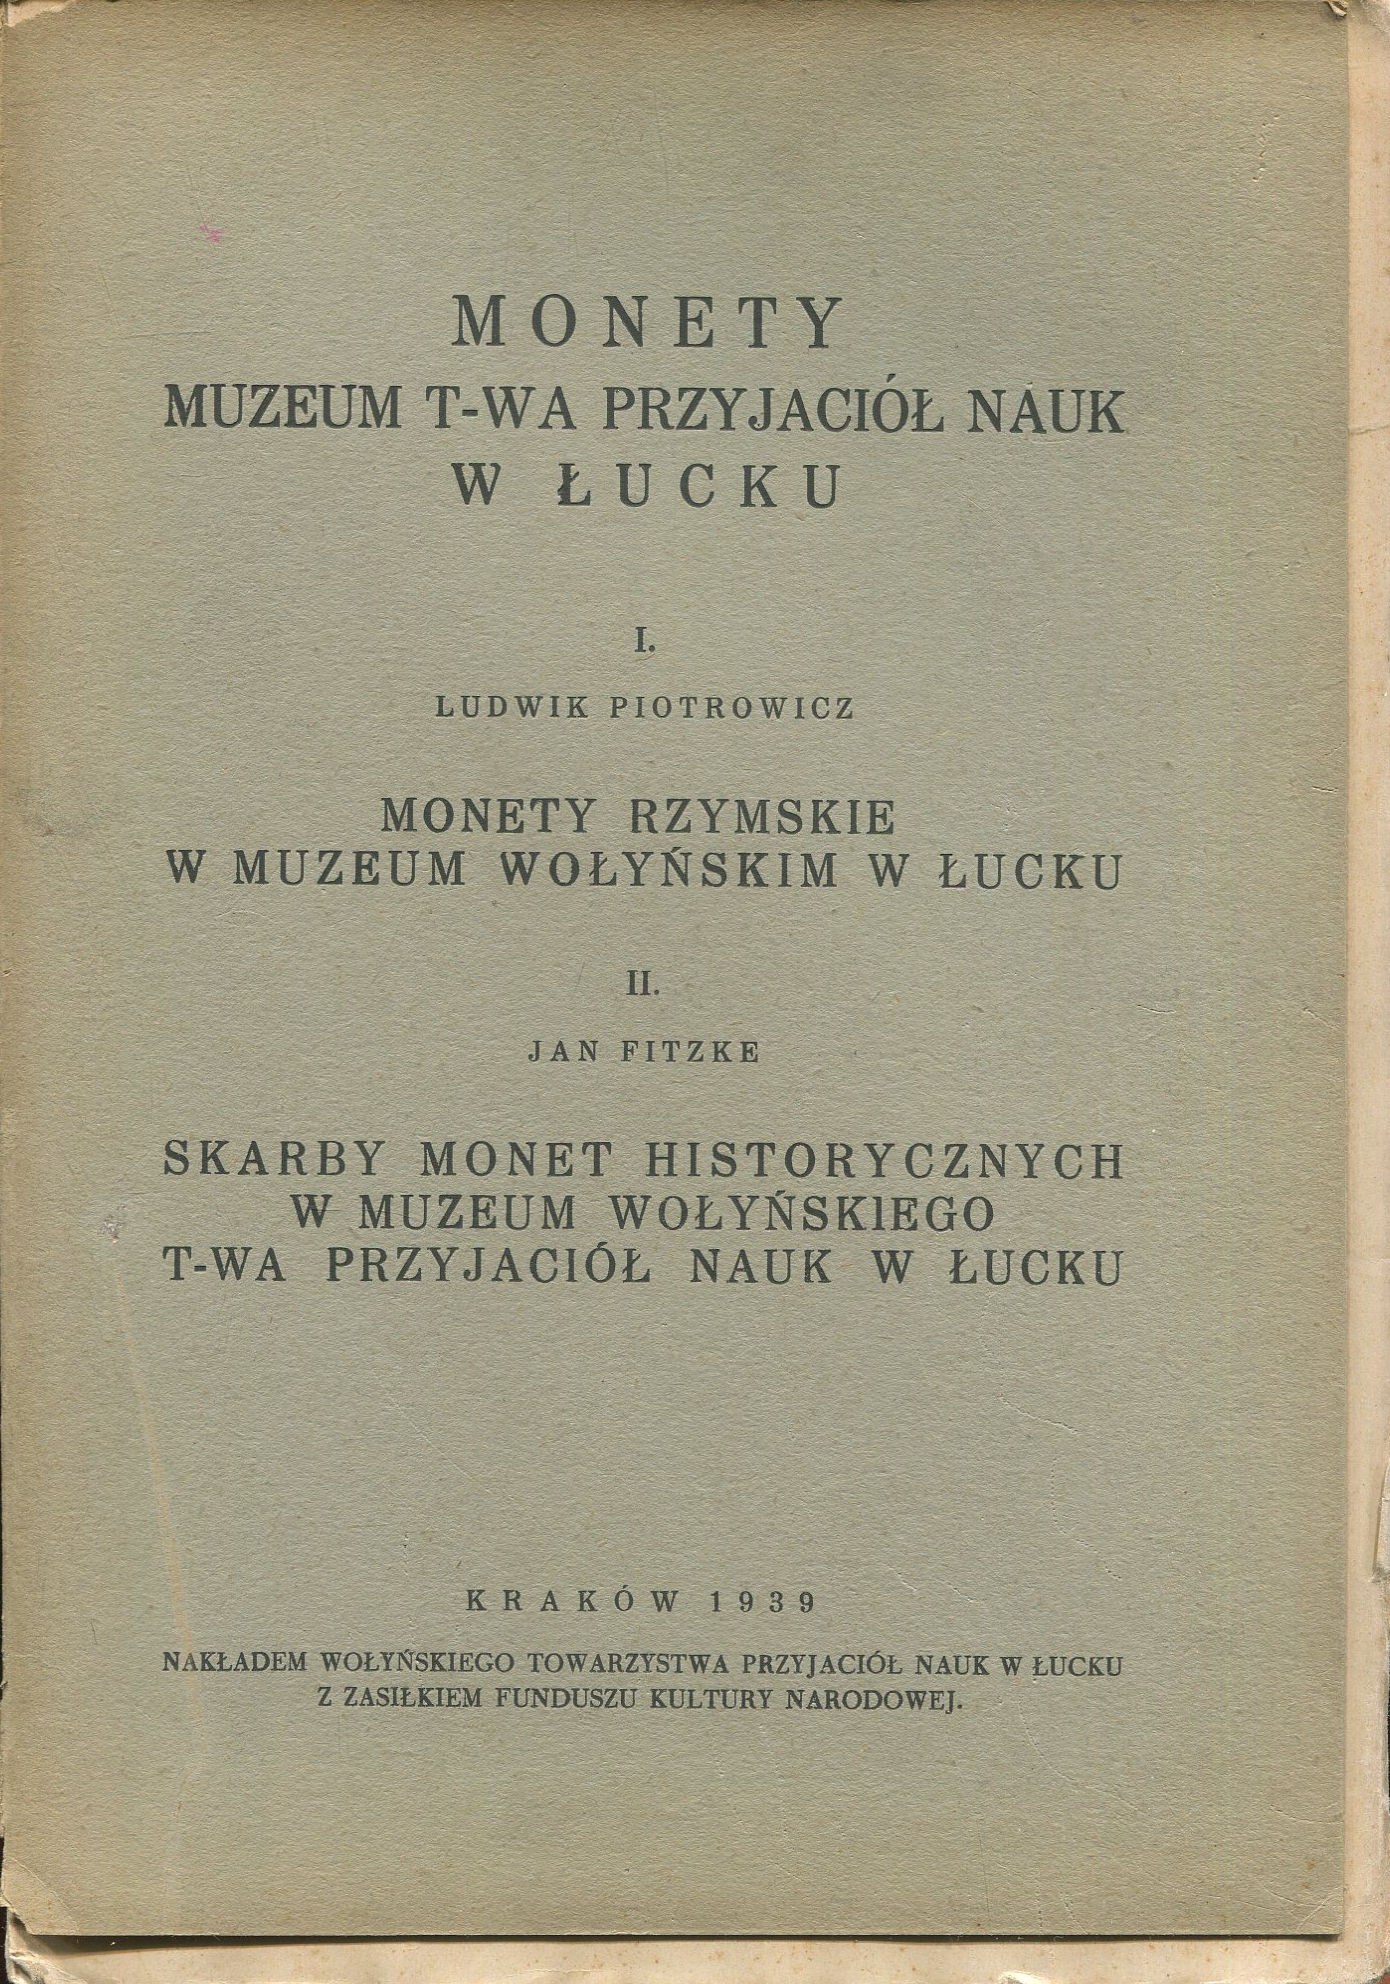 MONETY
MUZEUM T-WA PRZYJACIÓŁ NAUK
W ŁUCKU
I.
LUDWIK PIOTROWICZ
MONETY RZYMSKIE
W MUZEUM WOŁYŃSKIM W ŁUCKU
II.
JAN FITZKE
SKARBY MONET HISTORYCZNYCH
W MUZEUM WOŁYŃSKIEGO
T-WA PRZYJACIÓŁ NAUK W ŁUCKU
KRAKÓW 1939
NAKŁADEM WOŁYŃSKIEGO TOWARZYSTWA PRZYJACIÓŁ NAUK W ŁUCKU
Z ZASIŁKIEM FUNDUSZU KULTURY NARODOWEJ.